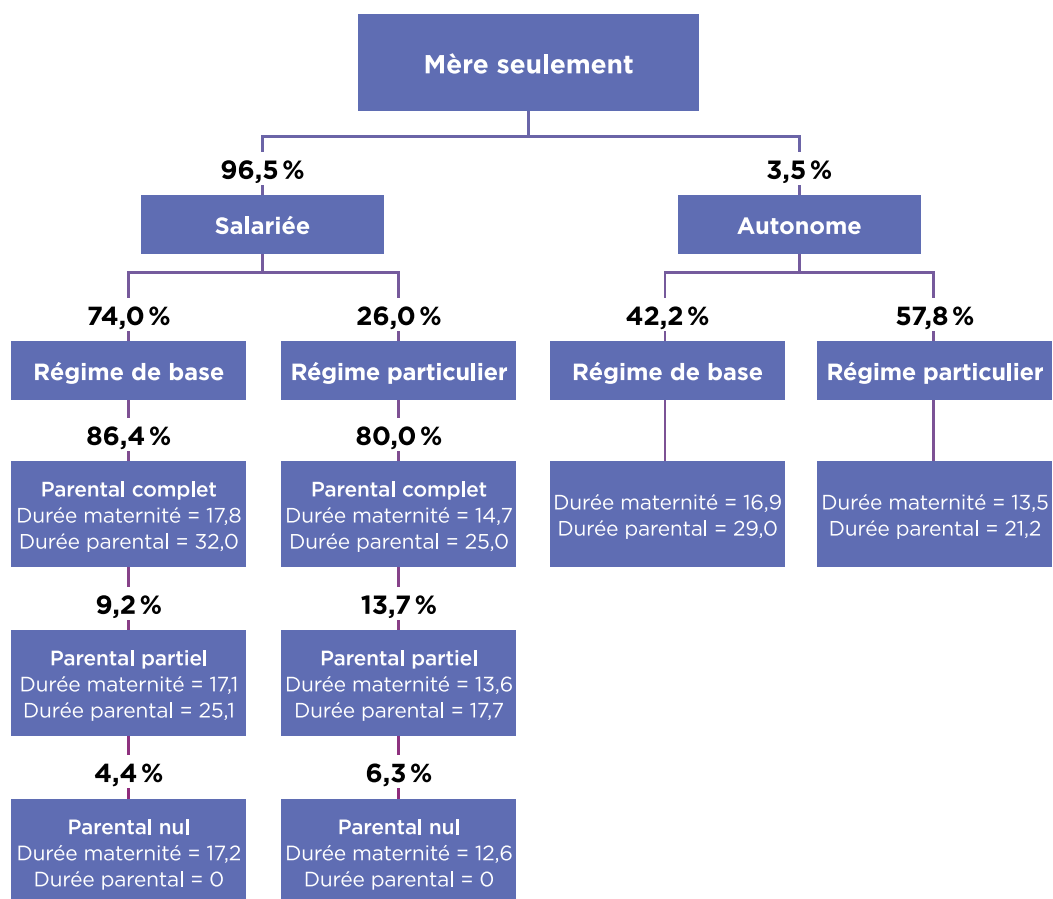 Mère seulement
96,5 %
3,5 %
Salariée
Autonome
74,0 %
26,0 %
42,2 %
57,8 %
Régime de base
Régime particulier
Régime de base
Régime particulier
86,4 %
80,0 %
Parental complet
Durée maternité = 17,8
Durée parental = 32,0
Parental complet
Durée maternité = 14,7
Durée parental = 25,0
Durée maternité = 16,9
Durée parental = 29,0
Durée maternité = 13,5
Durée parental = 21,2
9,2 %
13,7 %
Parental partiel
Durée maternité = 17,1
Durée parental = 25,1
Parental partiel
Durée maternité = 13,6
Durée parental = 17,7
4,4 %
6,3 %
Parental nul
Durée maternité = 17,2
Durée parental = 0
Parental nul
Durée maternité = 12,6
Durée parental = 0